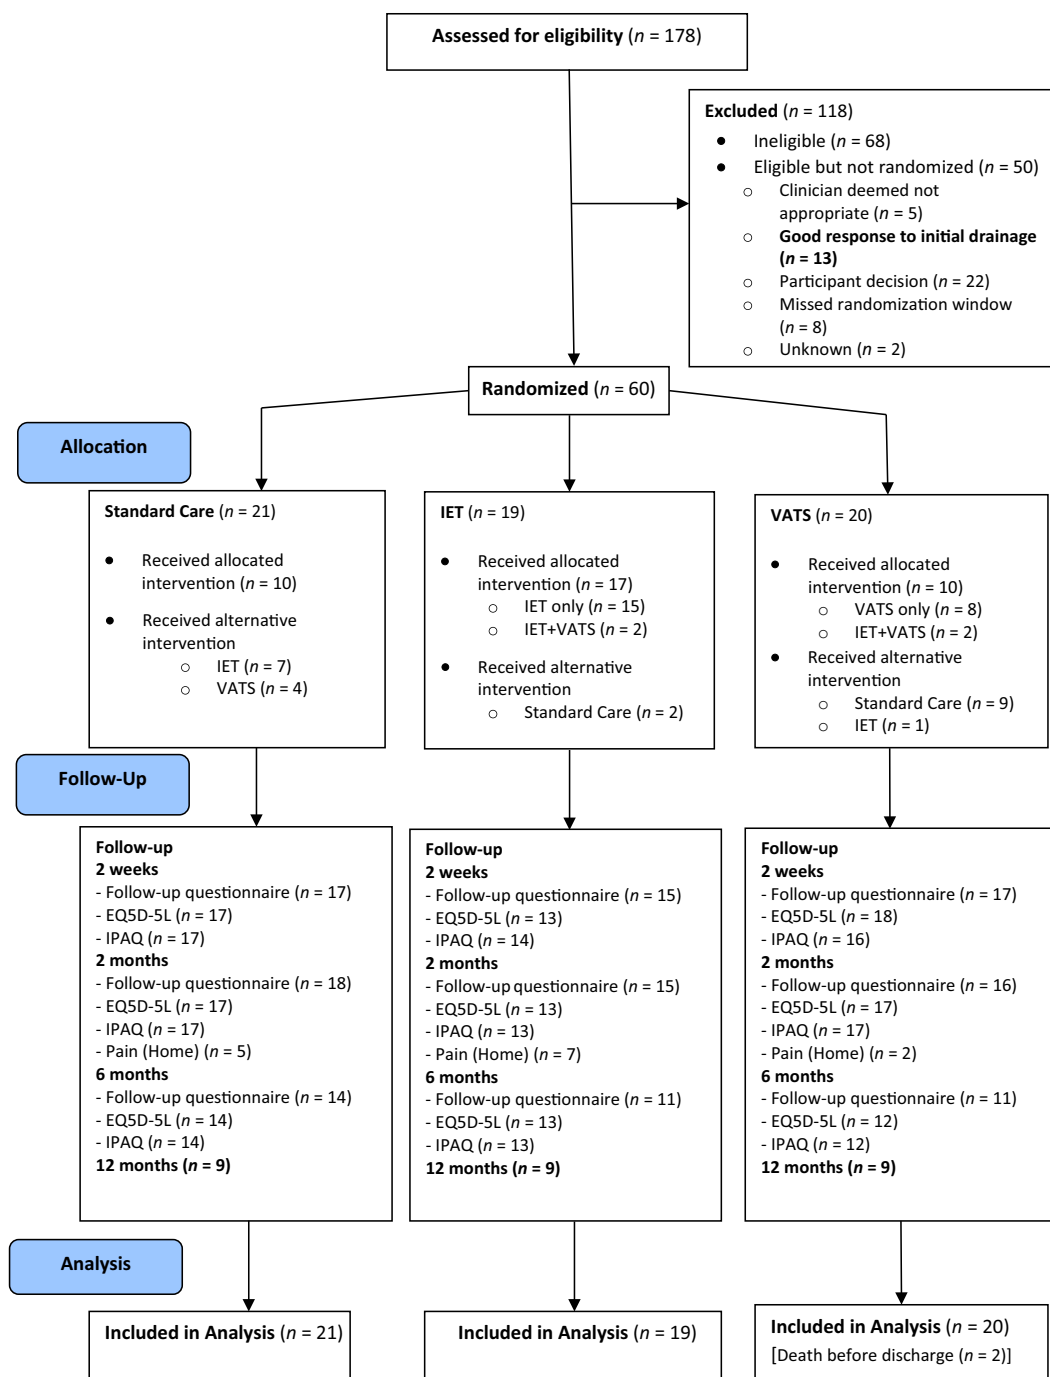 Assessed for eligibility (n = 178)
Excluded (n = 118)
● Ineligible (n = 68)
● Eligible but not randomized (n = 50)
○ Clinician deemed not
appropriate (n = 5)
○ Good response to initial drainage
(n = 13)
○ Participant decision (n = 22)
○ Missed randomization window
(n = 8)
○ Unknown (n = 2)
Randomized (n = 60)
Allocation
Standard Care (n = 21)
● Received allocated
intervention (n = 10)
● Received alternative
intervention
○ IET (n = 7)
○ VATS (n = 4)
IET (n = 19)
● Received allocated
intervention (n = 17)
○ IET only (n = 15)
○ IET+VATS (n = 2)
● Received alternative
intervention
○ Standard Care (n = 2)
VATS (n = 20)
● Received allocated
intervention (n = 10)
○ VATS only (n = 8)
○ IET+VATS (n = 2)
● Received alternative
intervention
○ Standard Care (n = 9)
○ IET (n = 1)
Follow-Up
Follow-up
2 weeks
- Follow-up questionnaire (n = 17)
- EQ5D-5L (n = 17)
- IPAQ (n = 17)
2 months
- Follow-up questionnaire (n = 18)
- EQ5D-5L (n = 17)
- IPAQ (n = 17)
- Pain (Home) (n = 5)
6 months
- Follow-up questionnaire (n = 14)
- EQ5D-5L (n = 14)
- IPAQ (n = 14)
12 months (n = 9)
Follow-up
2 weeks
- Follow-up questionnaire (n = 15)
- EQ5D-5L (n = 13)
- IPAQ (n = 14)
2 months
- Follow-up questionnaire (n = 15)
- EQ5D-5L (n = 13)
- IPAQ (n = 13)
- Pain (Home) (n = 7)
6 months
- Follow-up questionnaire (n = 11)
- EQ5D-5L (n = 13)
- IPAQ (n = 13)
12 months (n = 9)
Follow-up
2 weeks
- Follow-up questionnaire (n = 17)
- EQ5D-5L (n = 18)
- IPAQ (n = 16)
2 months
- Follow-up questionnaire (n = 16)
- EQ5D-5L (n = 17)
- IPAQ (n = 17)
- Pain (Home) (n = 2)
6 months
- Follow-up questionnaire (n = 11)
- EQ5D-5L (n = 12)
- IPAQ (n = 12)
12 months (n = 9)
Analysis
Included in Analysis (n = 21)
Included in Analysis (n = 19)
Included in Analysis (n = 20)
[Death before discharge (n = 2)]